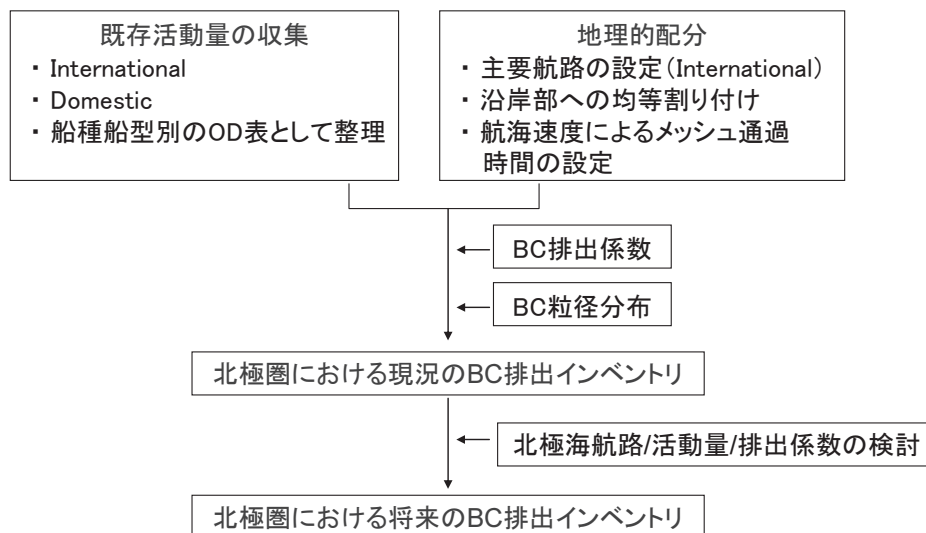 既存活動量の収集
・ International
・ Domestic
・ 船種船型別のOD表として整理
地理的配分
・ 主要航路の設定(International)
・ 沿岸部への均等割り付け
・ 航海速度によるメッシュ通過
時間の設定
BC排出係数
BC粒径分布
北極圏における現況のBC排出インベントリ
北極海航路/活動量/排出係数の検討
北極圏における将来のBC排出インベントリ